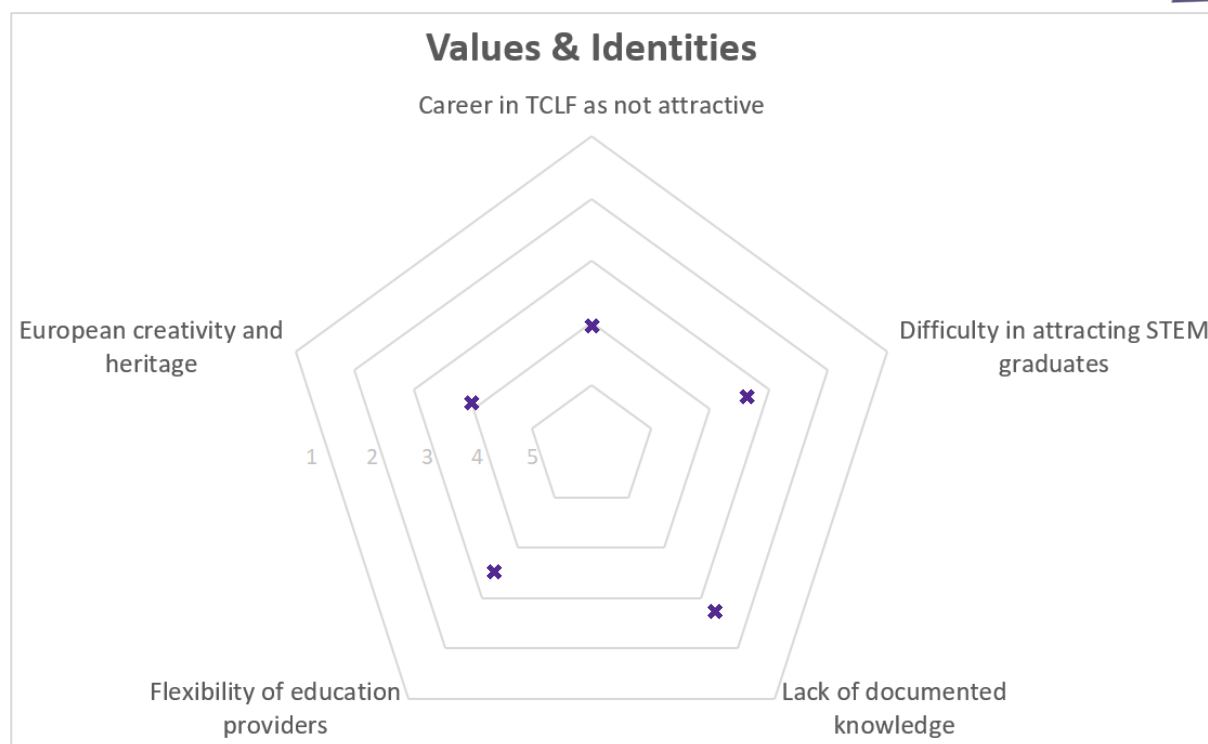 Values & Identities
Career in TCLF as not attractive
European creativity and
heritage
Difficulty in attracting STEM
graduates
1 2 3 4 5
Flexibility of education
providers
Lack of documented
knowledge